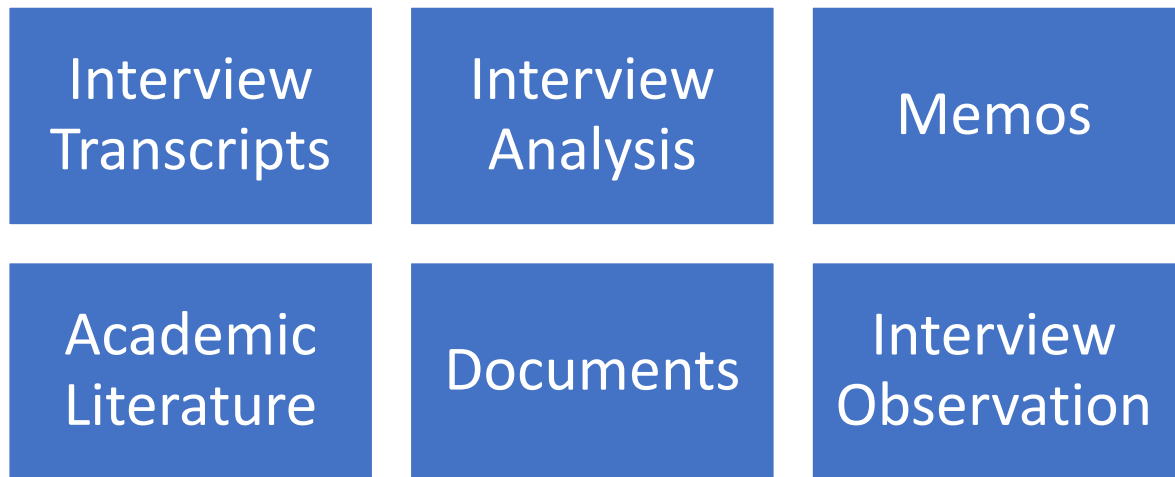 Interview
Transcripts
Interview
Analysis
Memos
Academic
Literature
Documents
Interview
Observation